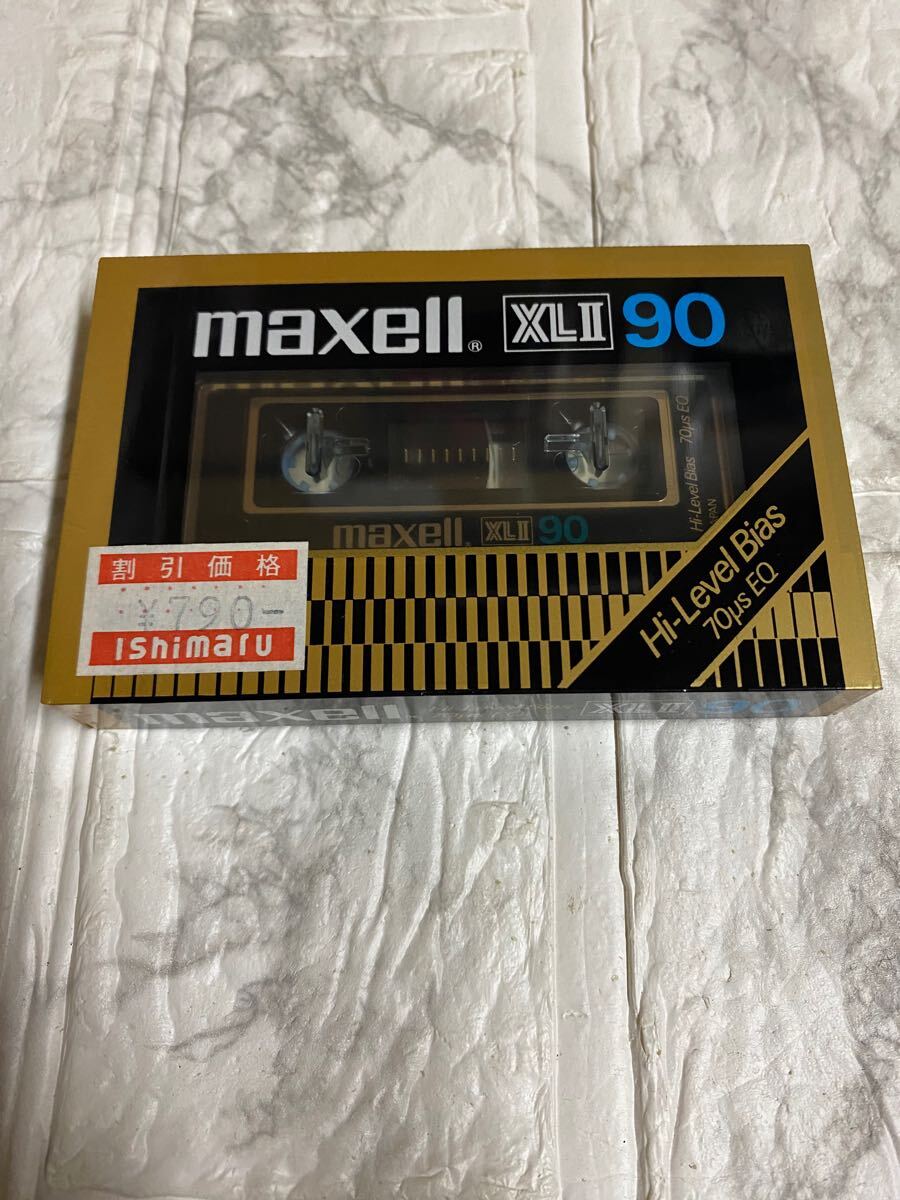 maxell® XLII 90
Hi-Level Bias 70μs EQ
JAPAN
maxell. XLII 90
Hi-Level Bias
70μs EQ
割引価格
¥790-
Ishimaru
maxell XLII 90